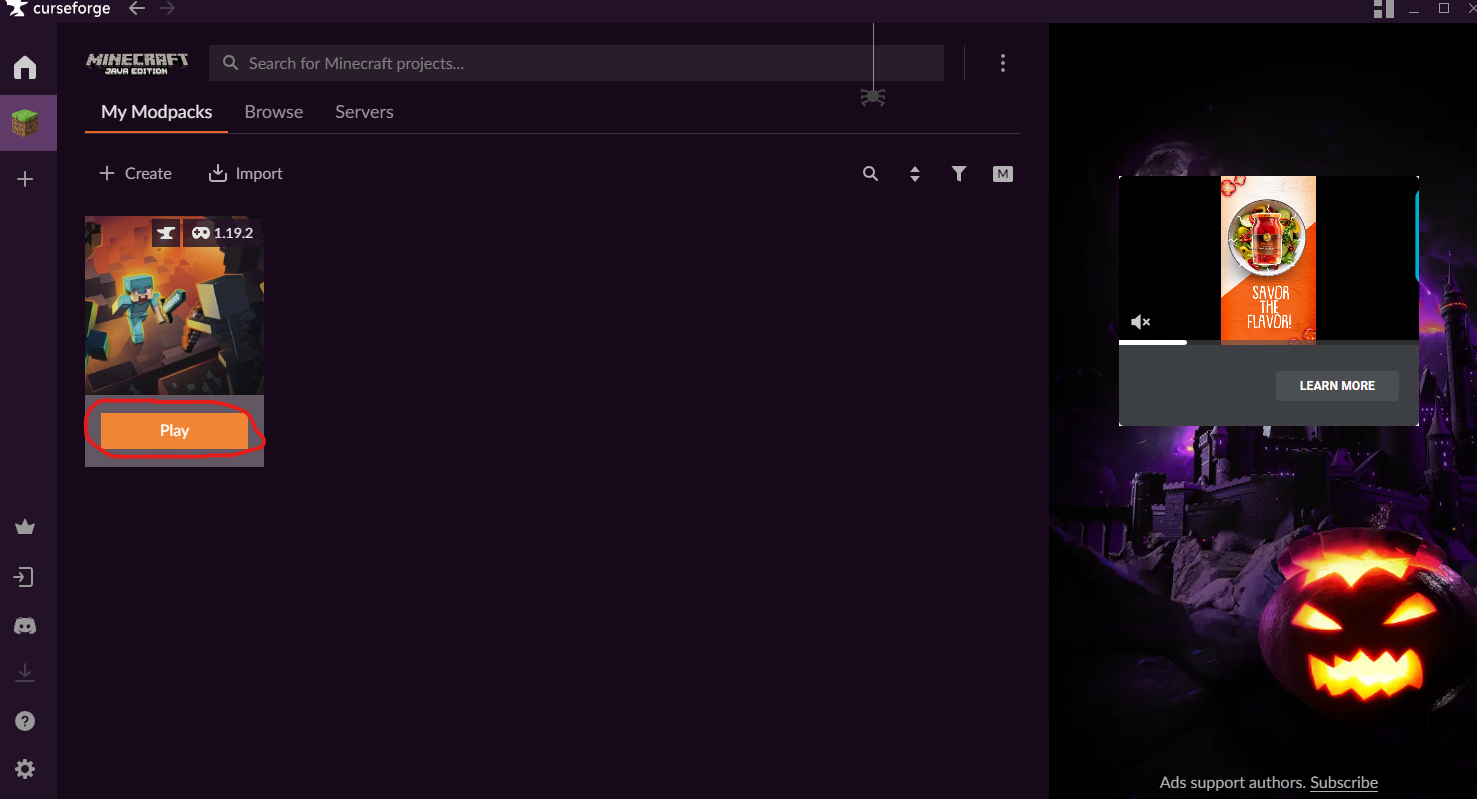 curseforge
MINECRAFT
JAVA EDITION
Search for Minecraft projects...
My Modpacks
Browse
Servers
Create
Import
M
1.19.2
Play
SAVOR
THE
FLAVOR!
LEARN MORE
Ads support authors. Subscribe